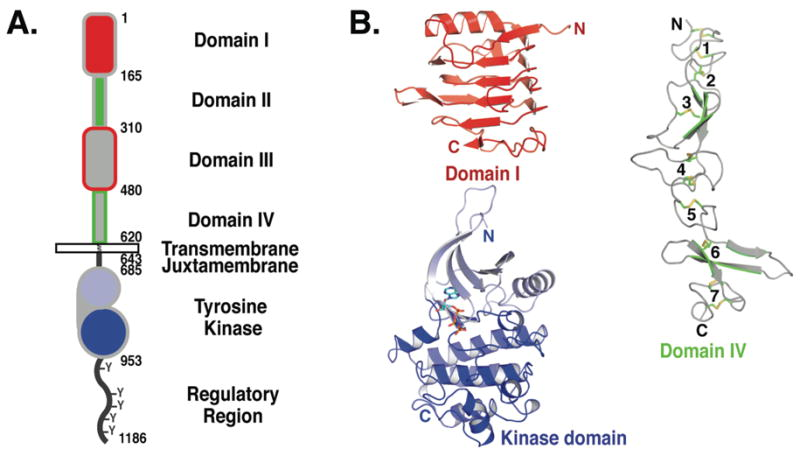 A.
1
Domain I
165
Domain II
310
Domain III
480
Domain IV
620
Transmembrane
643
Juxtamembrane
685
Tyrosine
Kinase
953
Y
Regulatory
Region
Y
Y
Y
Y
1186
B.
N
C
Domain I
N
C
Kinase domain
N
1
2
3
4
5
6
7
C
Domain IV